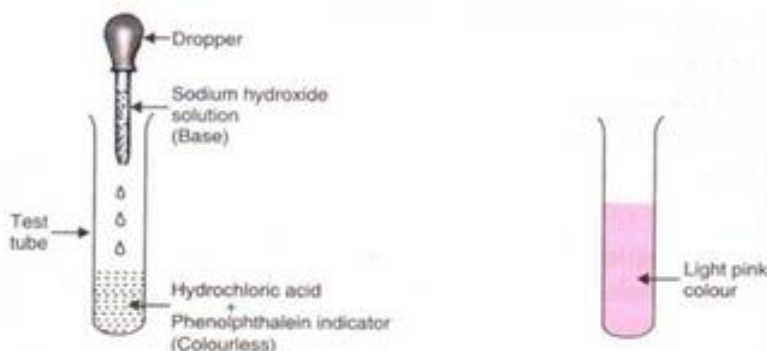 Dropper
Sodium hydroxide
solution
(Base)
Test
tube
Hydrochloric acid
+
Phenolphthalein indicator
(Colourless)
Light pink
colour